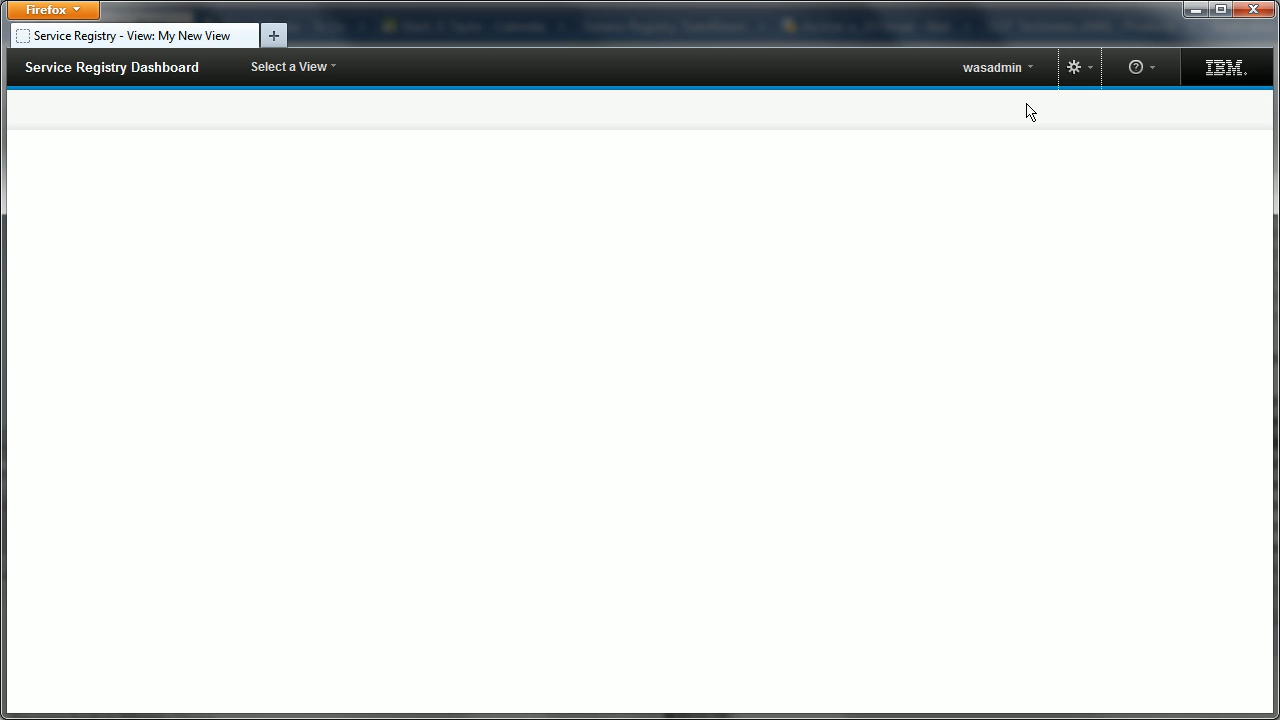 Firefox
Service Registry - View: My New View
Service Registry Dashboard
Select a View
wasadmin
IBM.